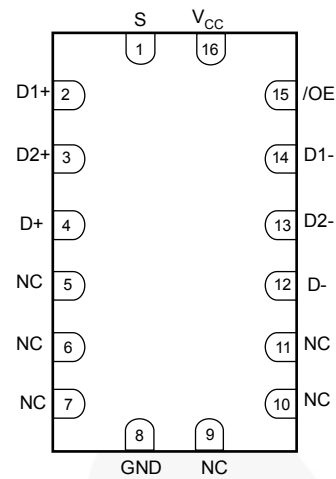 S V_CC
1 16
D1+ 2 15 /OE
D2+ 3 14 D1-
D+ 4 13 D2-
NC 5 12 D-
NC 6 11 NC
NC 7 10 NC
8 9
GND NC